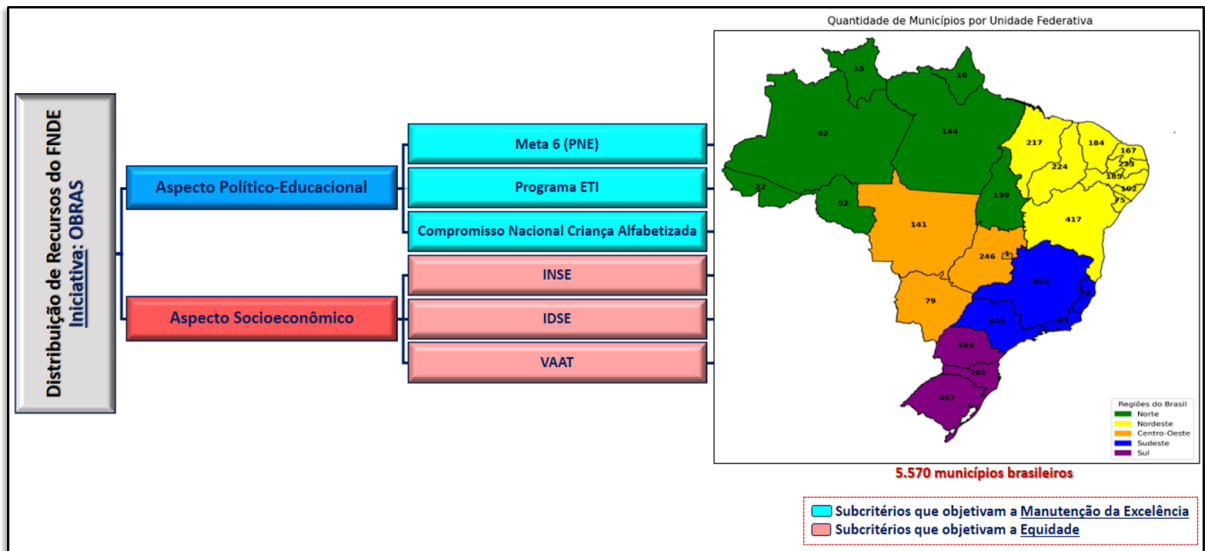 Distribuição de Recursos do FNDE
Iniciativa: OBRAS
Aspecto Político-Educacional
Aspecto Socioeconômico
Meta 6 (PNE)
Programa ETI
Compromisso Nacional Criança Alfabetizada
INSE
IDSE
VAAT
Quantidade de Municípios por Unidade Federativa
15
16
62
144
217
184
167
224
223
185
102
75
22
52
139
417
141
246
1
853
79
78
645
399
295
497
Regiões do Brasil
Norte
Nordeste
Centro-Oeste
Sudeste
Sul
5.570 municípios brasileiros
Subcritérios que objetivam a Manutenção da Excelência
Subcritérios que objetivam a Equidade